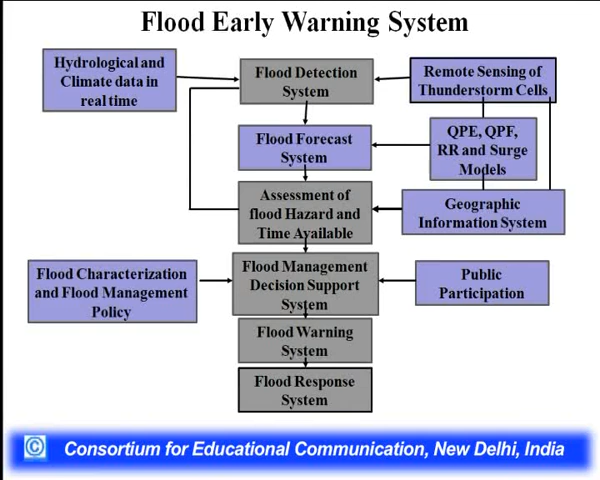 Flood Early Warning System
Hydrological and
Climate data in
real time
Flood Detection
System
Remote Sensing of
Thunderstorm Cells
Flood Forecast
System
QPE, QPF,
RR and Surge
Models
Assessment of
flood Hazard and
Time Available
Geographic
Information System
Flood Characterization
and Flood Management
Policy
Flood Management
Decision Support
System
Public
Participation
Flood Warning
System
Flood Response
System
© Consortium for Educational Communication, New Delhi, India